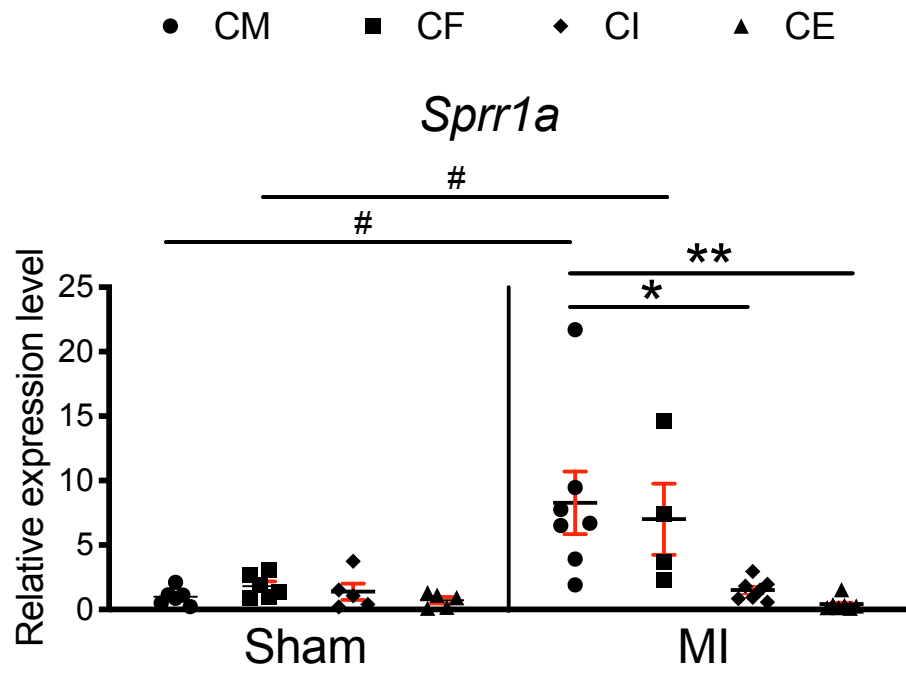 CM CF CI CE
Sprr1a
#
#
**
*
Relative expression level
25
20
15
10
5
0
Sham MI